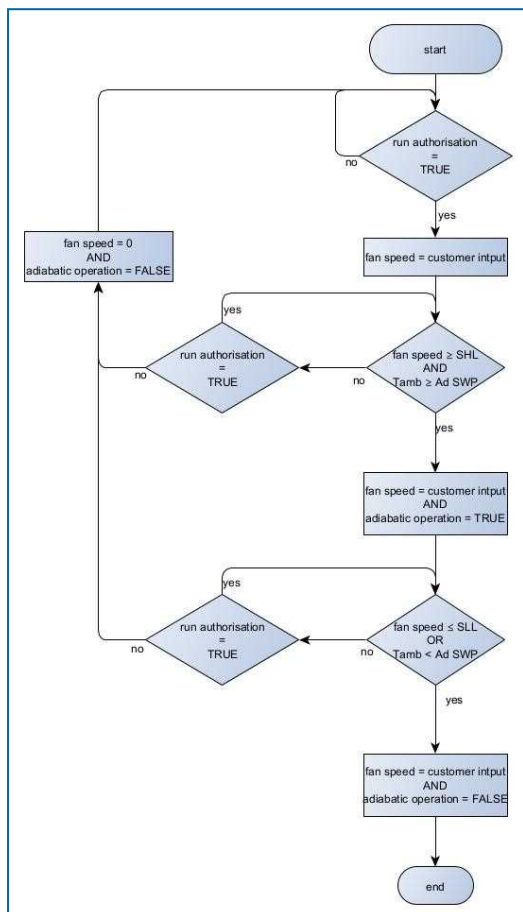 start
run authorisation
=
TRUE
no
yes
fan speed = 0
AND
adiabatic operation = FALSE
fan speed = customer intput
yes
run authorisation
=
TRUE
no
fan speed ≥ SHL
AND
Tamb ≥ Ad SWP
no
yes
fan speed = customer intput
AND
adiabatic operation = TRUE
yes
run authorisation
=
TRUE
no
fan speed ≤ SLL
OR
Tamb < Ad SWP
no
yes
fan speed = customer intput
AND
adiabatic operation = FALSE
end